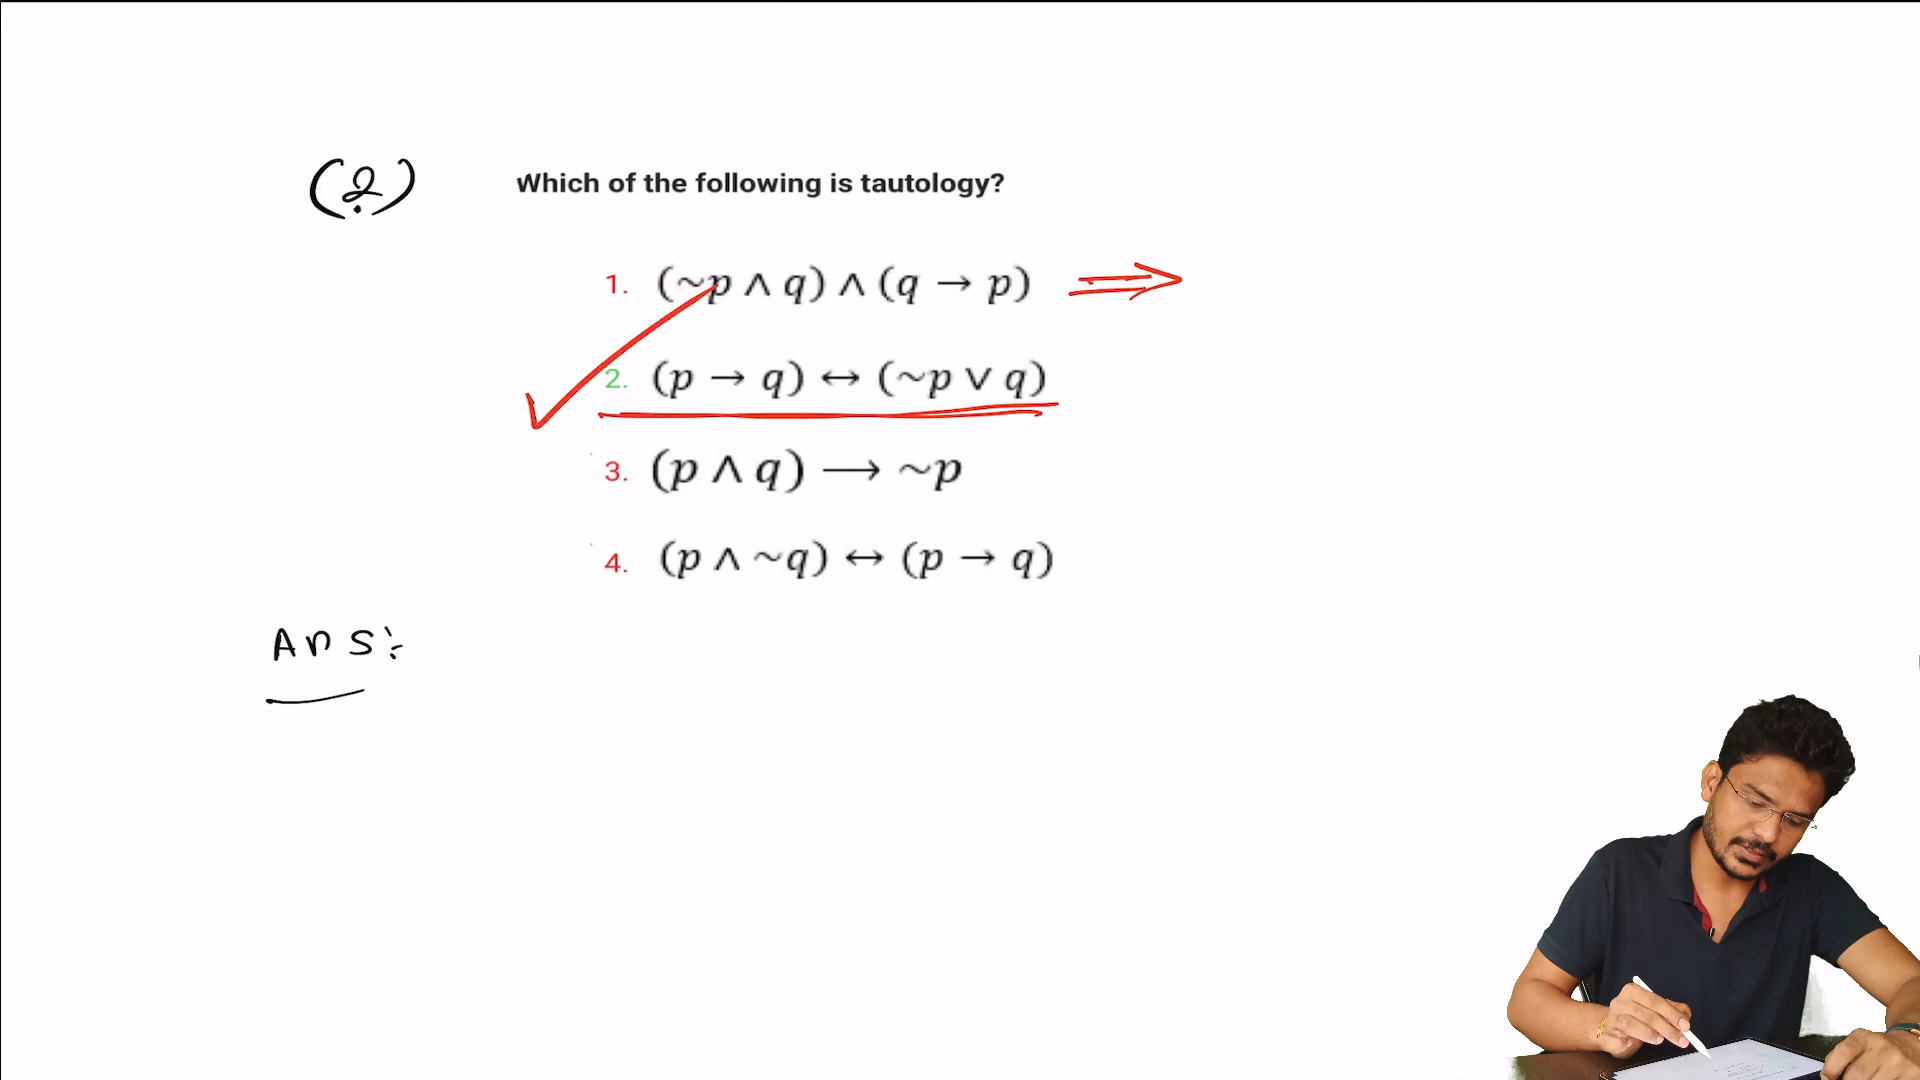 (2) Which of the following is tautology?
1. (~p ∧ q) ∧ (q → p)
2. (p → q) ↔ (~p ∨ q)
3. (p ∧ q) ⟶ ~p
4. (p ∧ ~q) ↔ (p → q)
Ans: